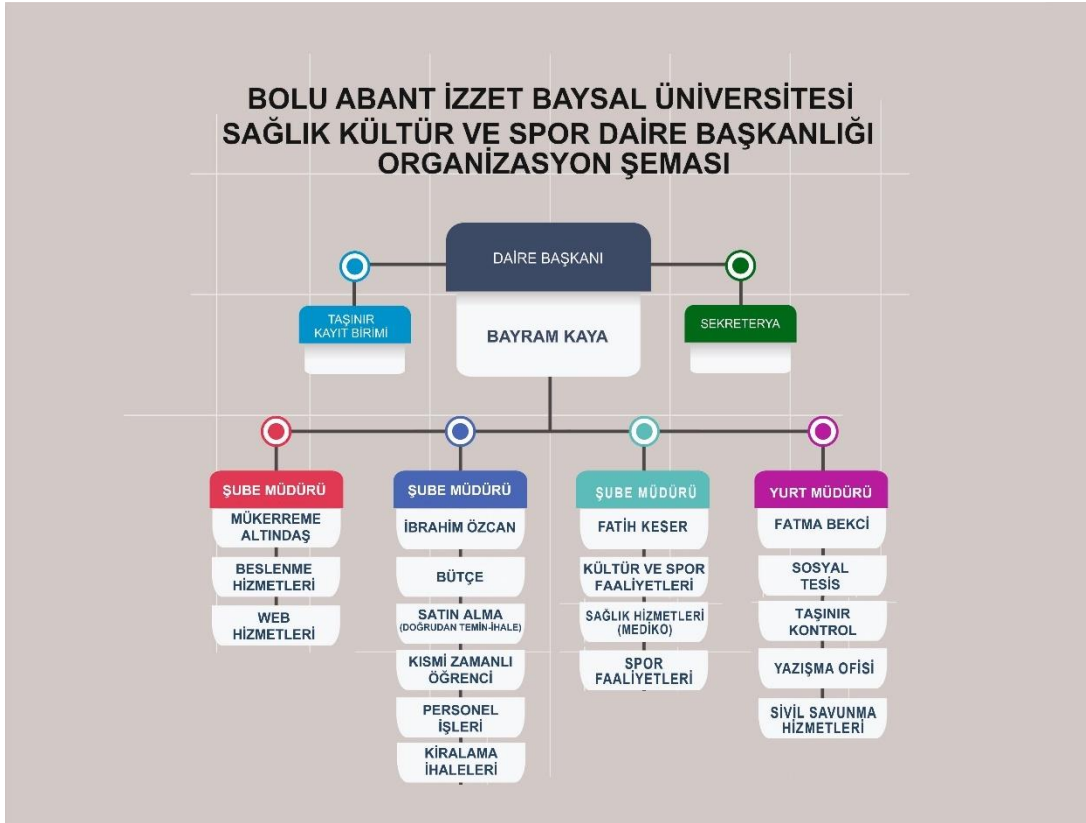 BOLU ABANT İZZET BAYSAL ÜNİVERSİTESİ
SAĞLIK KÜLTÜR VE SPOR DAİRE BAŞKANLIĞI
ORGANİZASYON ŞEMASI
DAİRE BAŞKANI
BAYRAM KAYA
TAŞINIR
KAYIT BİRİMİ
SEKRETERYA
ŞUBE MÜDÜRÜ
MÜKERREME
ALTINDAŞ
BESLENME
HİZMETLERİ
WEB
HİZMETLERİ
ŞUBE MÜDÜRÜ
İBRAHİM ÖZCAN
BÜTÇE
SATIN ALMA
(DOĞRUDAN TEMİN-İHALE)
KISMİ ZAMANLI
ÖĞRENCİ
PERSONEL
İŞLERİ
KİRALAMA
İHALELERİ
ŞUBE MÜDÜRÜ
FATİH KESER
KÜLTÜR VE SPOR
FAALİYETLERİ
SAĞLIK HİZMETLERİ
(MEDİKO)
SPOR
FAALİYETLERİ
YURT MÜDÜRÜ
FATMA BEKCİ
SOSYAL
TESİS
TAŞINIR
KONTROL
YAZIŞMA OFİSİ
SİVİL SAVUNMA
HİZMETLERİ